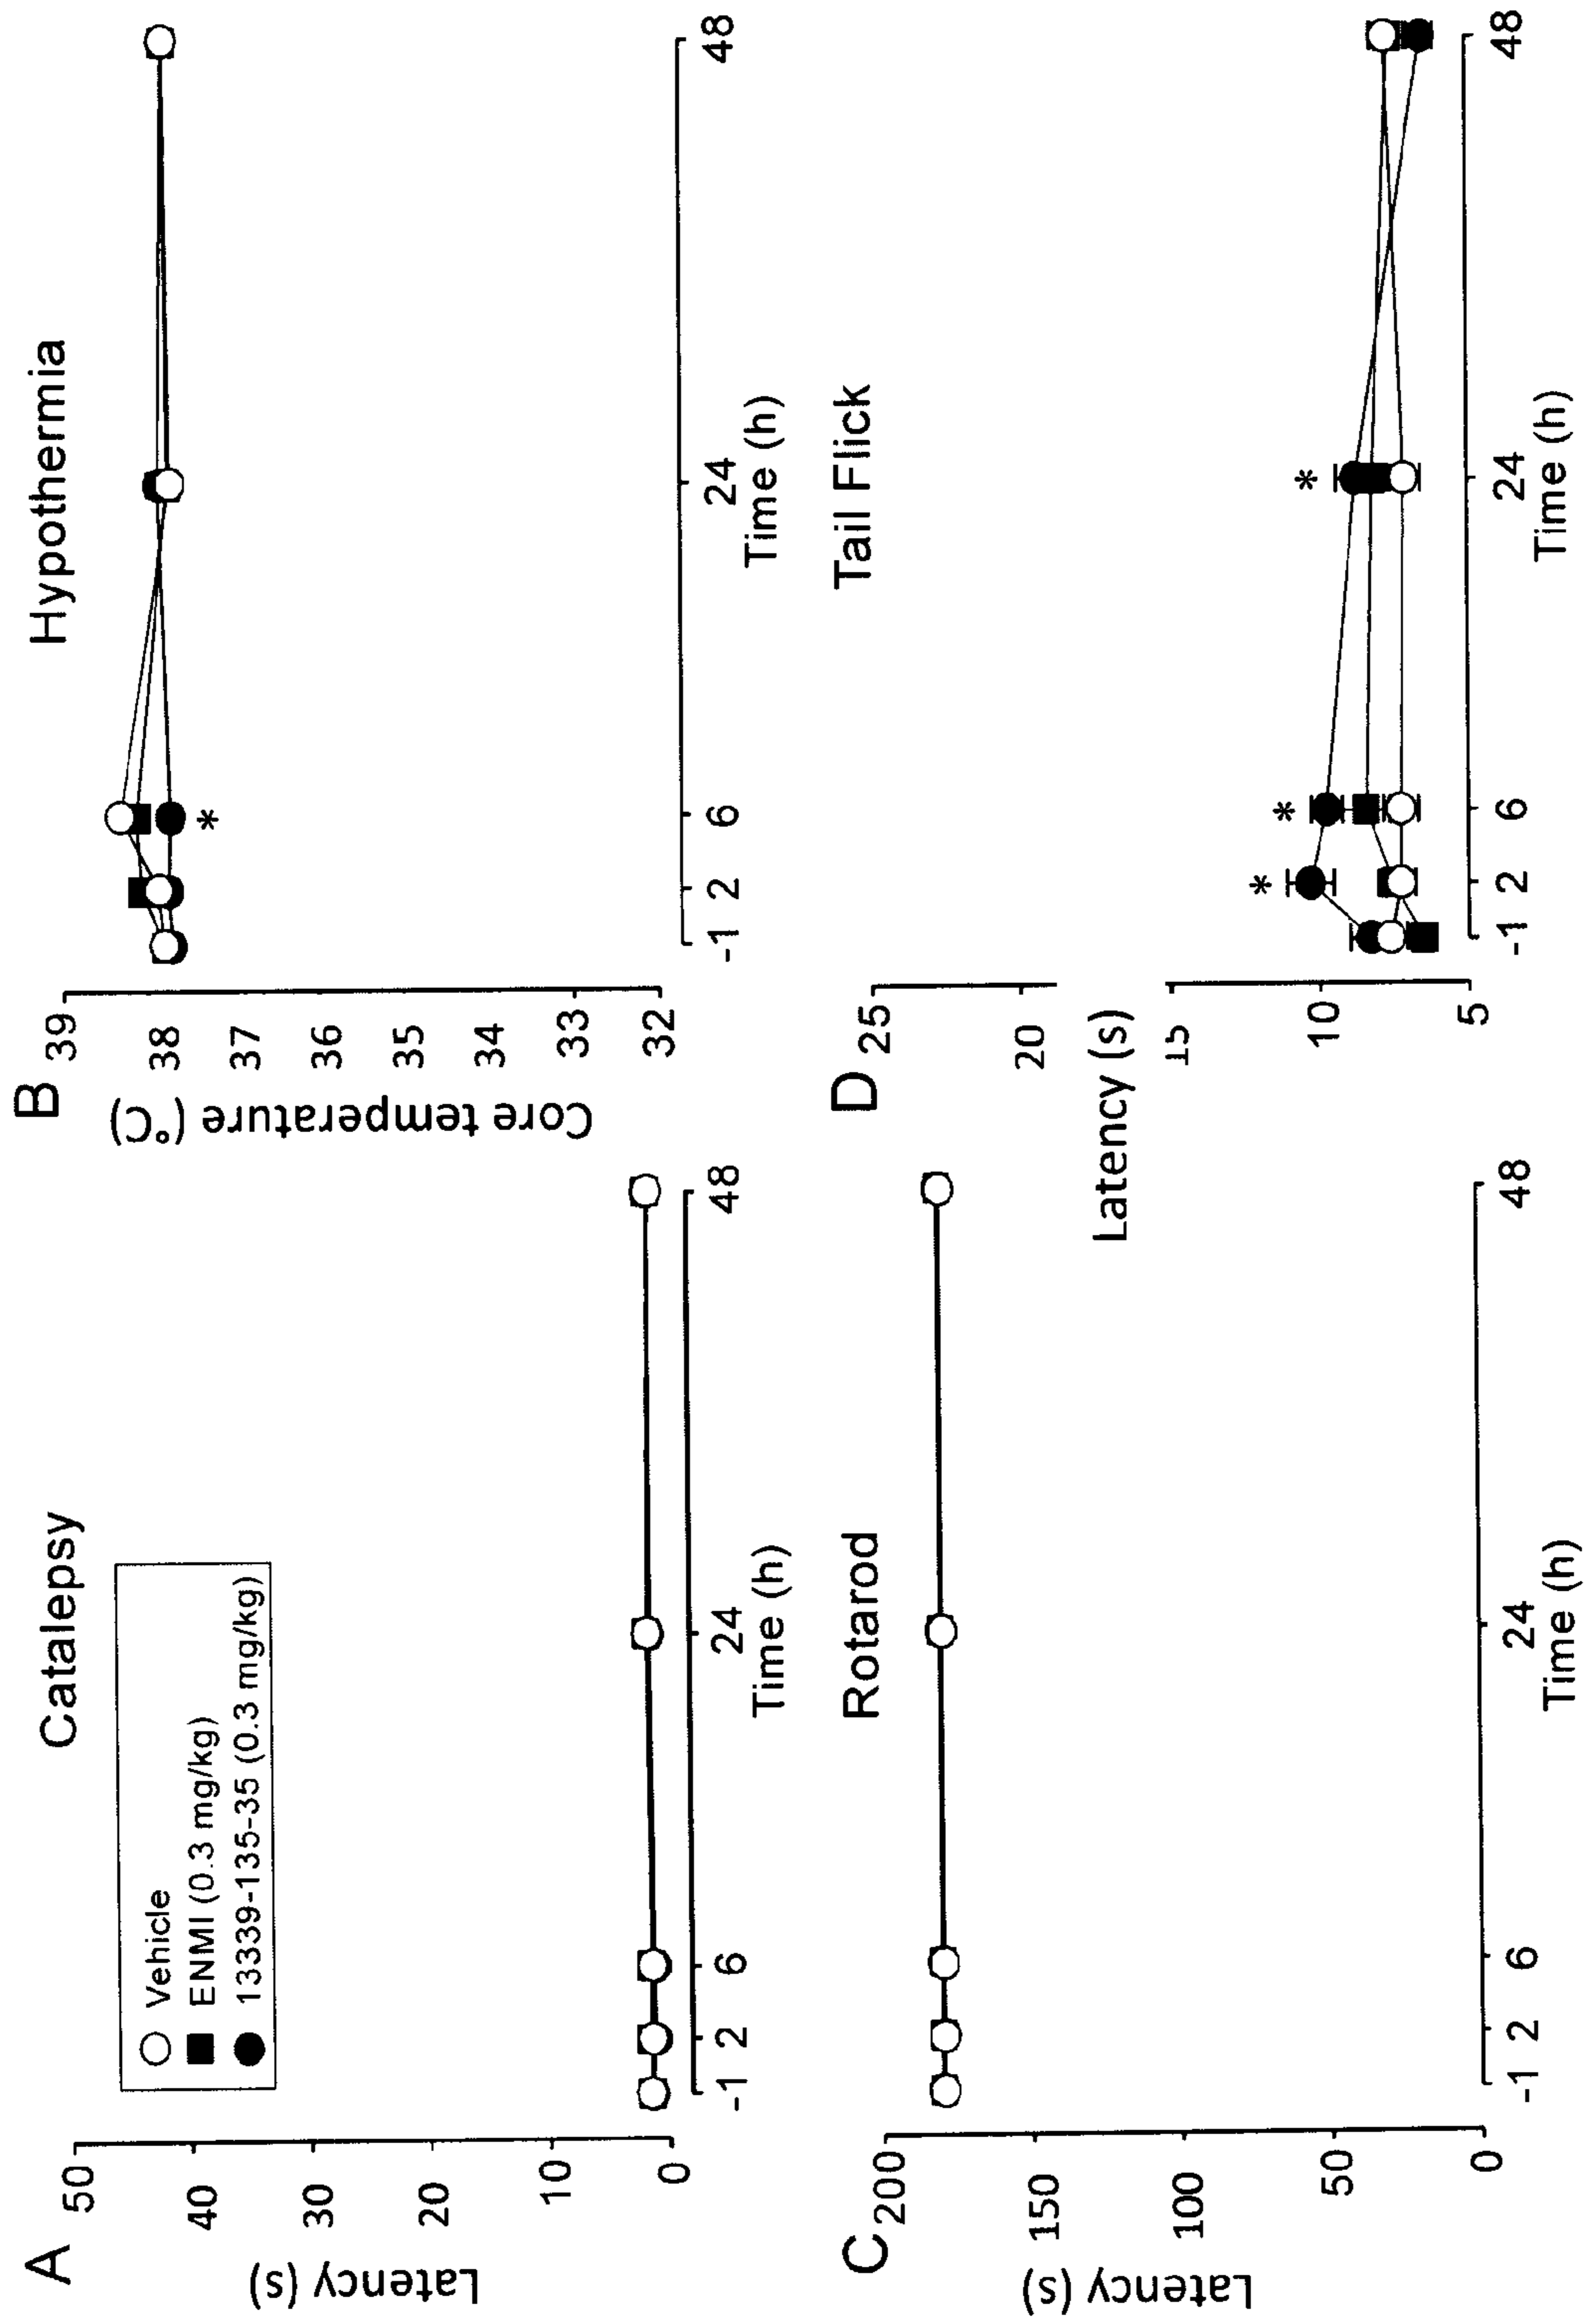 A
Catalepsy
Vehicle
ENMI (0.3 mg/kg)
13339-135-35 (0.3 mg/kg)
Latency (s)
50
40
30
20
10
0
-1 2 6 24 48
Time (h)
B
Hypothermia
Core temperature (°C)
39
38
37
36
35
34
33
32
*
-1 2 6 24 48
Time (h)
C
Rotarod
Latency (s)
200
150
100
50
0
-1 2 6 24 48
Time (h)
D
Tail Flick
Latency (s)
25
20
15
10
5
* * *
-1 2 6 24 48
Time (h)